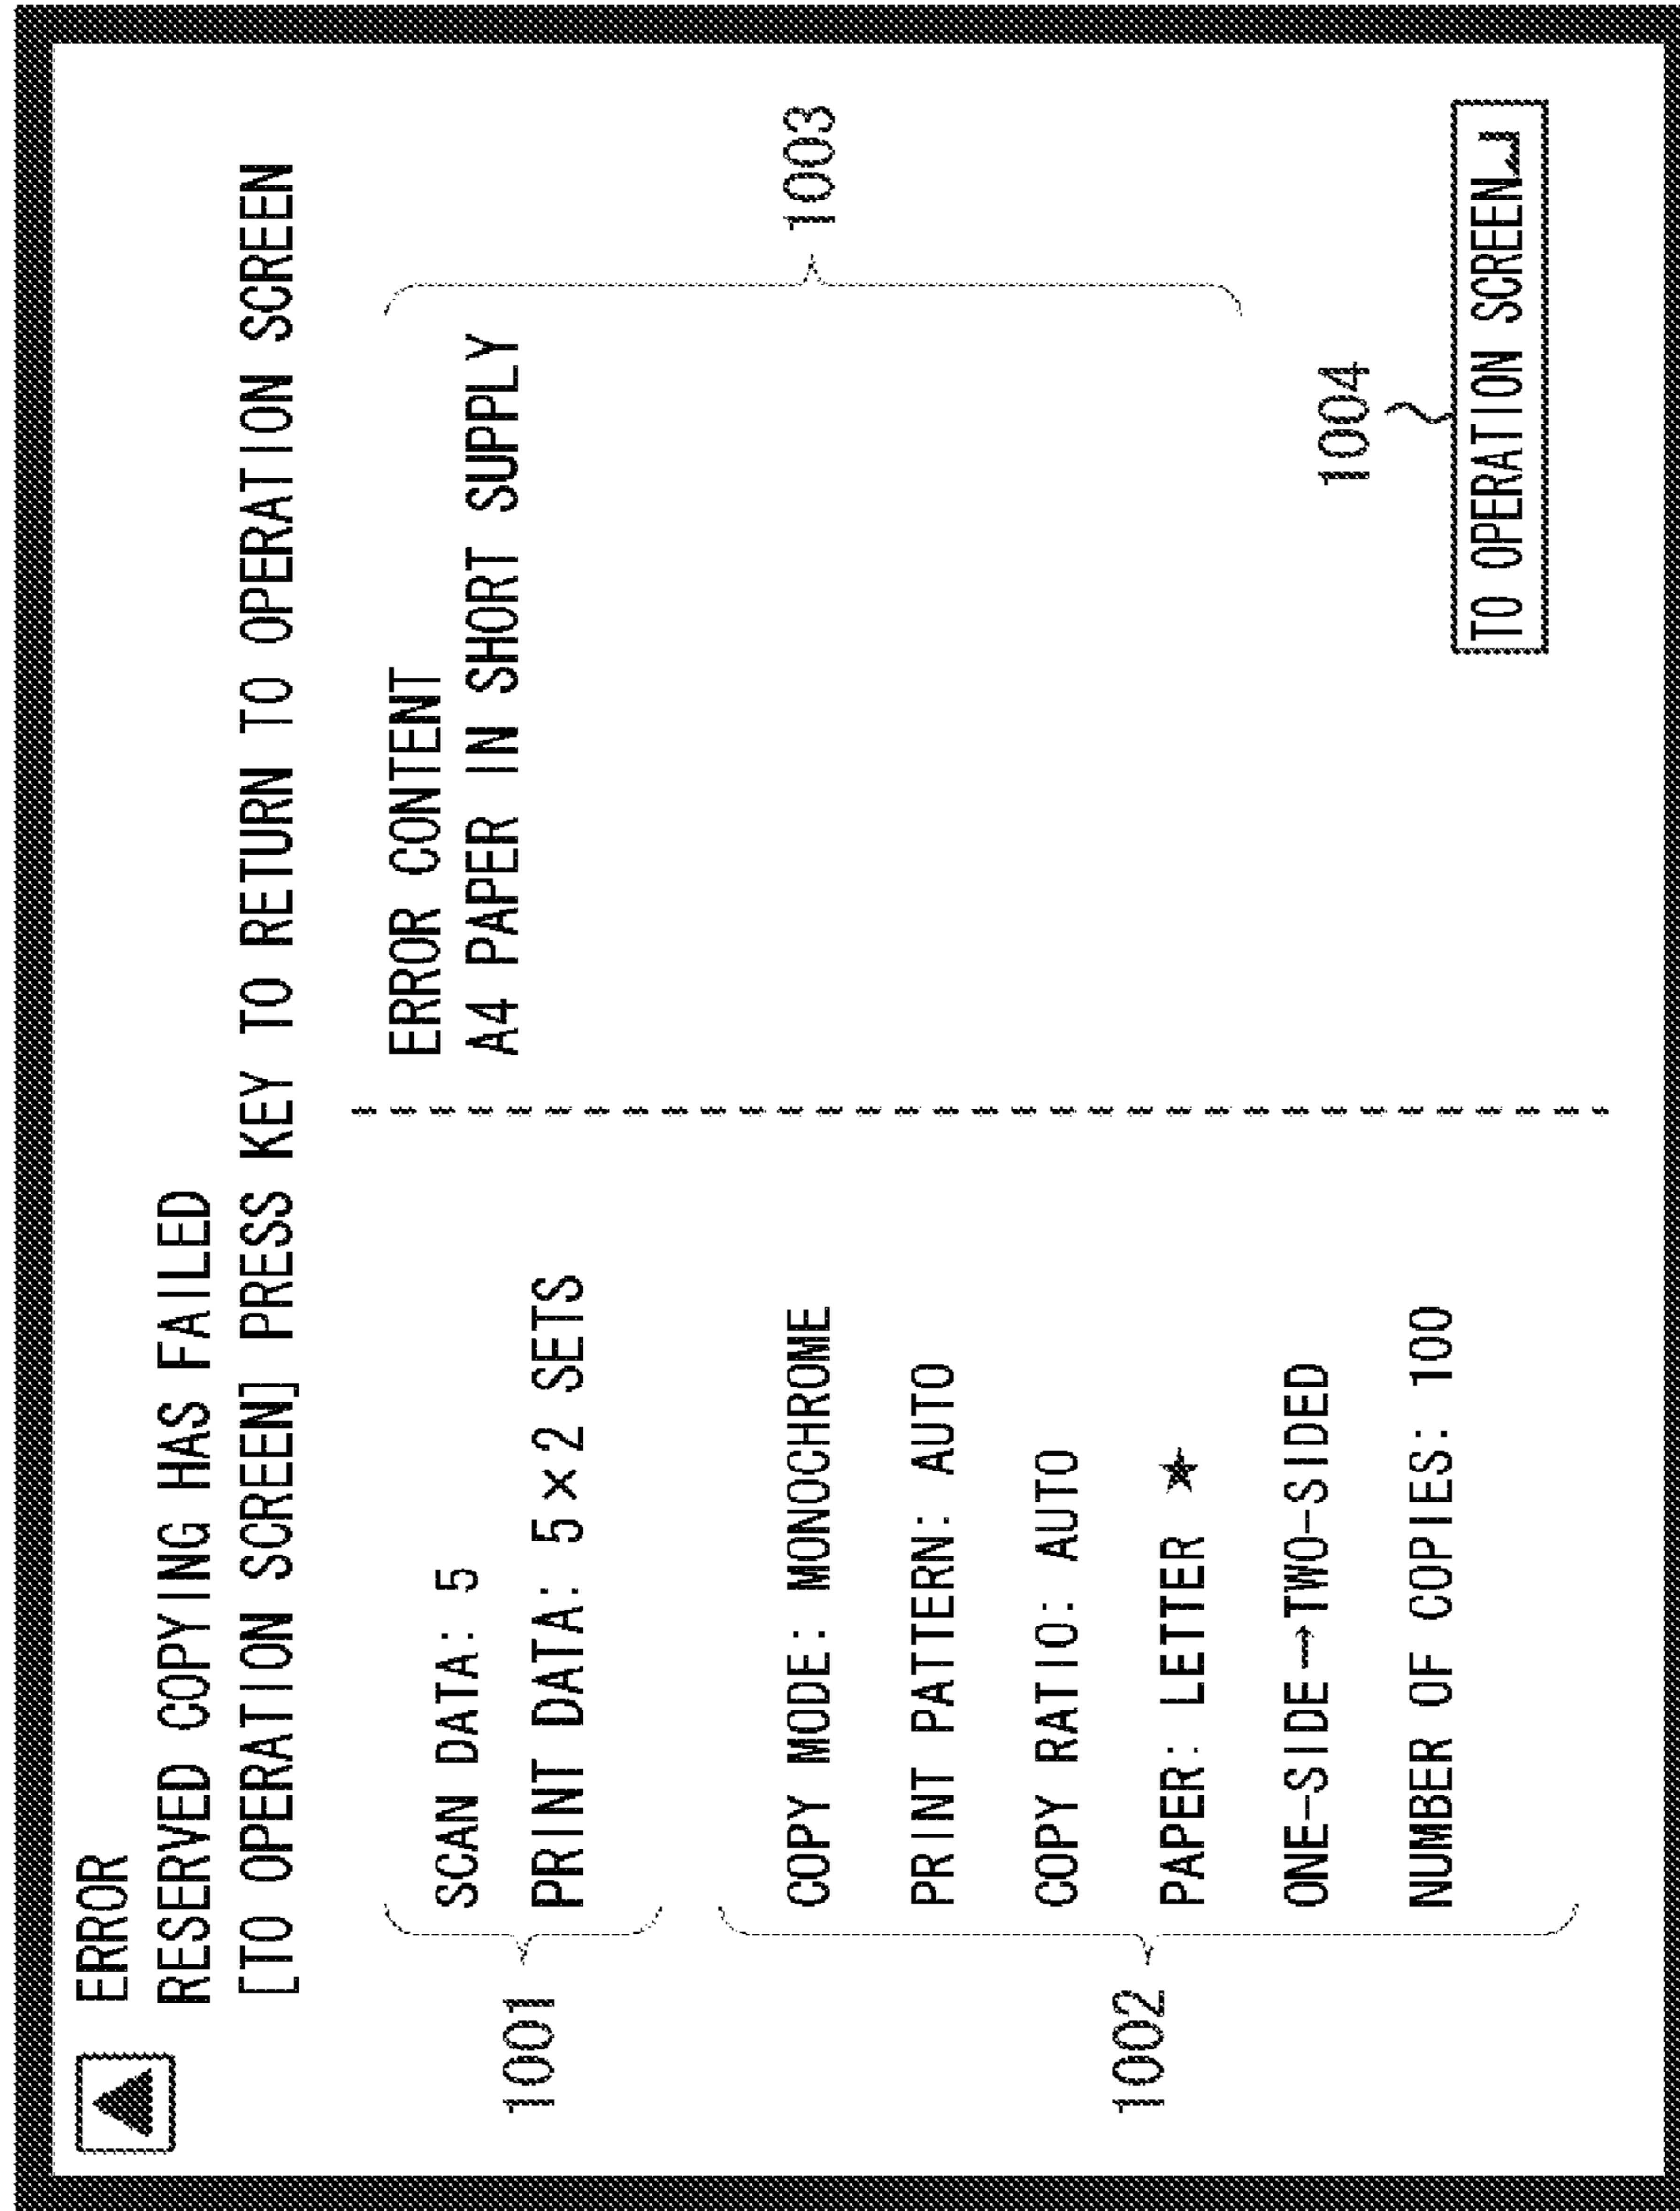 ERROR
RESERVED COPYING HAS FAILED
[TO OPERATION SCREEN] PRESS KEY TO RETURN TO OPERATION SCREEN
1001
SCAN DATA: 5
PRINT DATA: 5×2 SETS
1002
COPY MODE: MONOCHROME
PRINT PATTERN: AUTO
COPY RATIO: AUTO
PAPER: LETTER ★
ONE-SIDE→TWO-SIDED
NUMBER OF COPIES: 100
ERROR CONTENT
A4 PAPER IN SHORT SUPPLY
1003
1004
TO OPERATION SCREEN